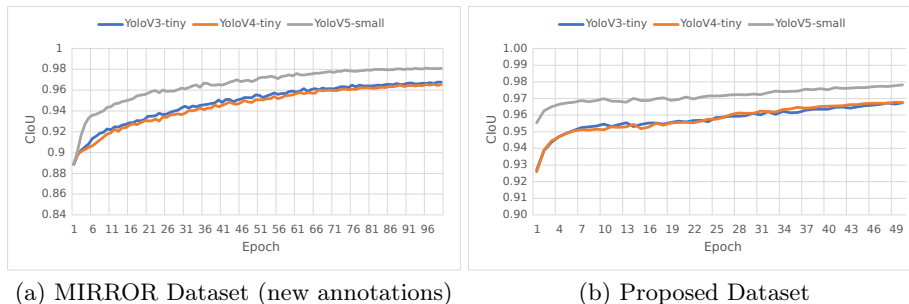 YoloV3-tiny YoloV4-tiny YoloV5-small
1
0.98
0.96
0.94
0.92
0.9
0.88
0.86
0.84
CIoU
1 6 11 16 21 26 31 36 41 46 51 56 61 66 71 76 81 86 91 96
Epoch
(a) MIRROR Dataset (new annotations)
YoloV3-tiny YoloV4-tiny YoloV5-small
1.00
0.99
0.98
0.97
0.96
0.95
0.94
0.93
0.92
0.91
0.90
CIoU
1 4 7 10 13 16 19 22 25 28 31 34 37 40 43 46 49
Epoch
(b) Proposed Dataset